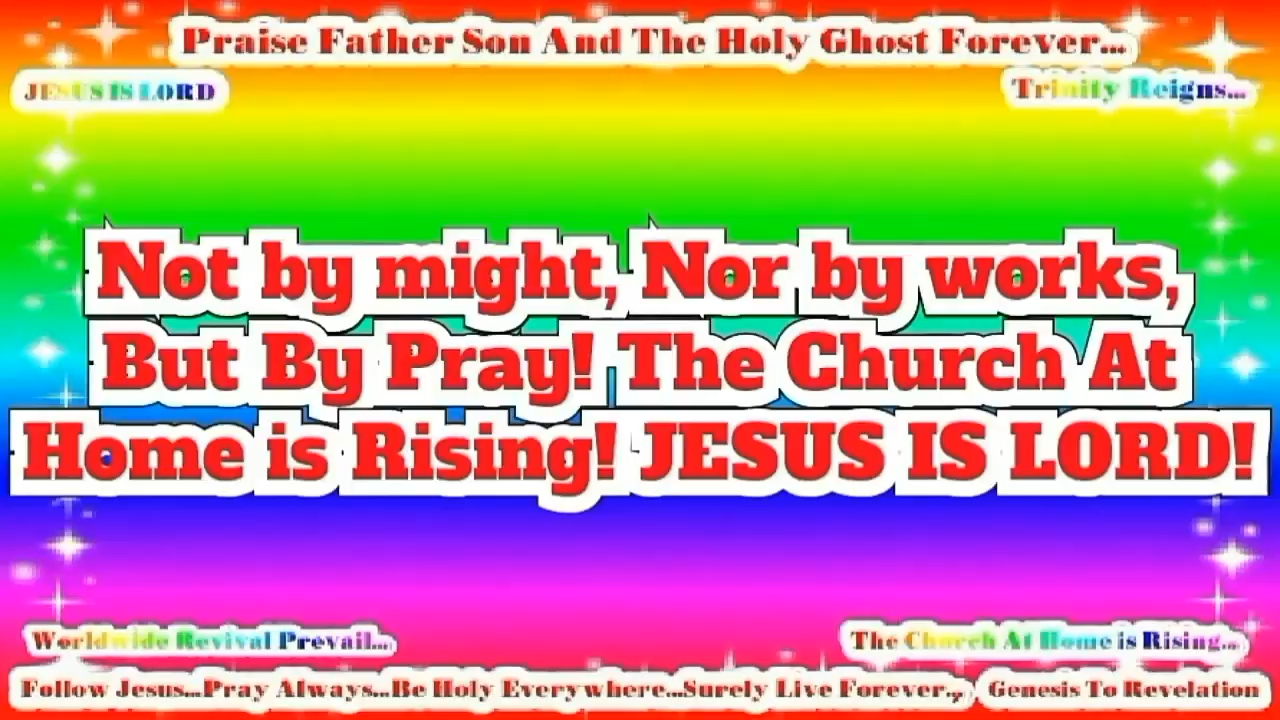 Praise Father Son And The Holy Ghost Forever...
JESUS IS LORD
Trinity Reigns...
Not by might, Nor by works,
But By Pray! The Church At
Home is Rising! JESUS IS LORD!
Worldwide Revival Prevail...
The Church At Home is Rising...
Follow Jesus...Pray Always...Be Holy Everywhere...Surely Live Forever..,
Genesis To Revelation